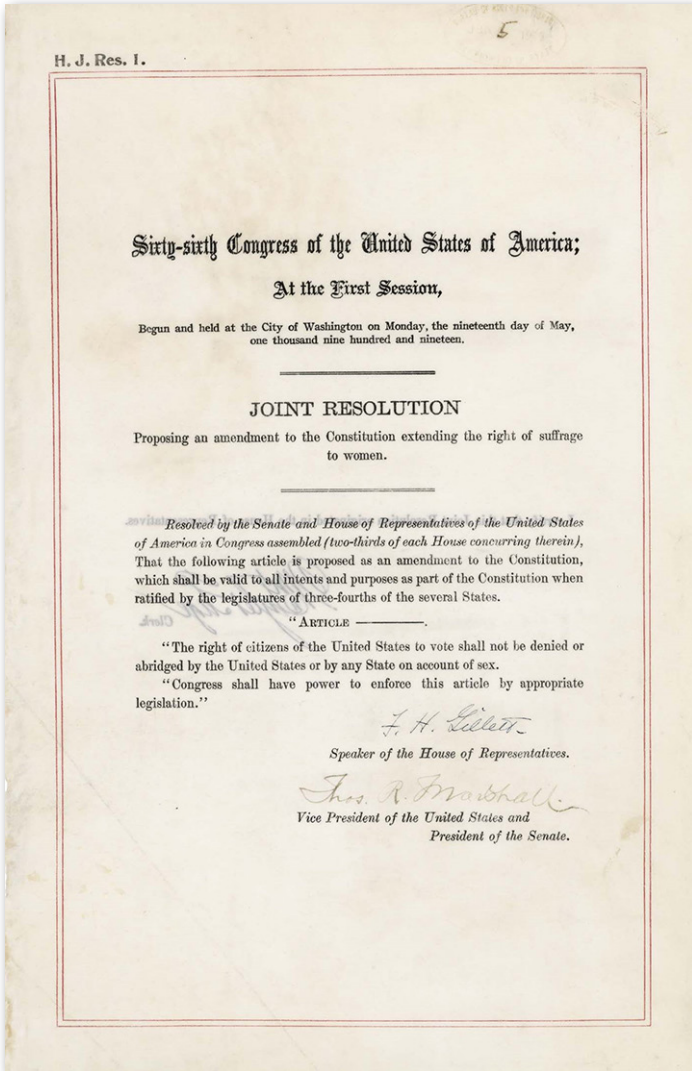 5
H. J. Res. 1.
Sixty-sixth Congress of the United States of America;
At the First Session,
Begun and held at the City of Washington on Monday, the nineteenth day of May,
one thousand nine hundred and nineteen.
JOINT RESOLUTION
Proposing an amendment to the Constitution extending the right of suffrage
to women.
Resolved by the Senate and House of Representatives of the United States
of America in Congress assembled (two-thirds of each House concurring therein),
That the following article is proposed as an amendment to the Constitution,
which shall be valid to all intents and purposes as part of the Constitution when
ratified by the legislatures of three-fourths of the several States.
"ARTICLE ————.
"The right of citizens of the United States to vote shall not be denied or
abridged by the United States or by any State on account of sex.
"Congress shall have power to enforce this article by appropriate
legislation."
F. H. Gillett
Speaker of the House of Representatives.
Thos. R. Marshall
Vice President of the United States and
President of the Senate.
Clerk.